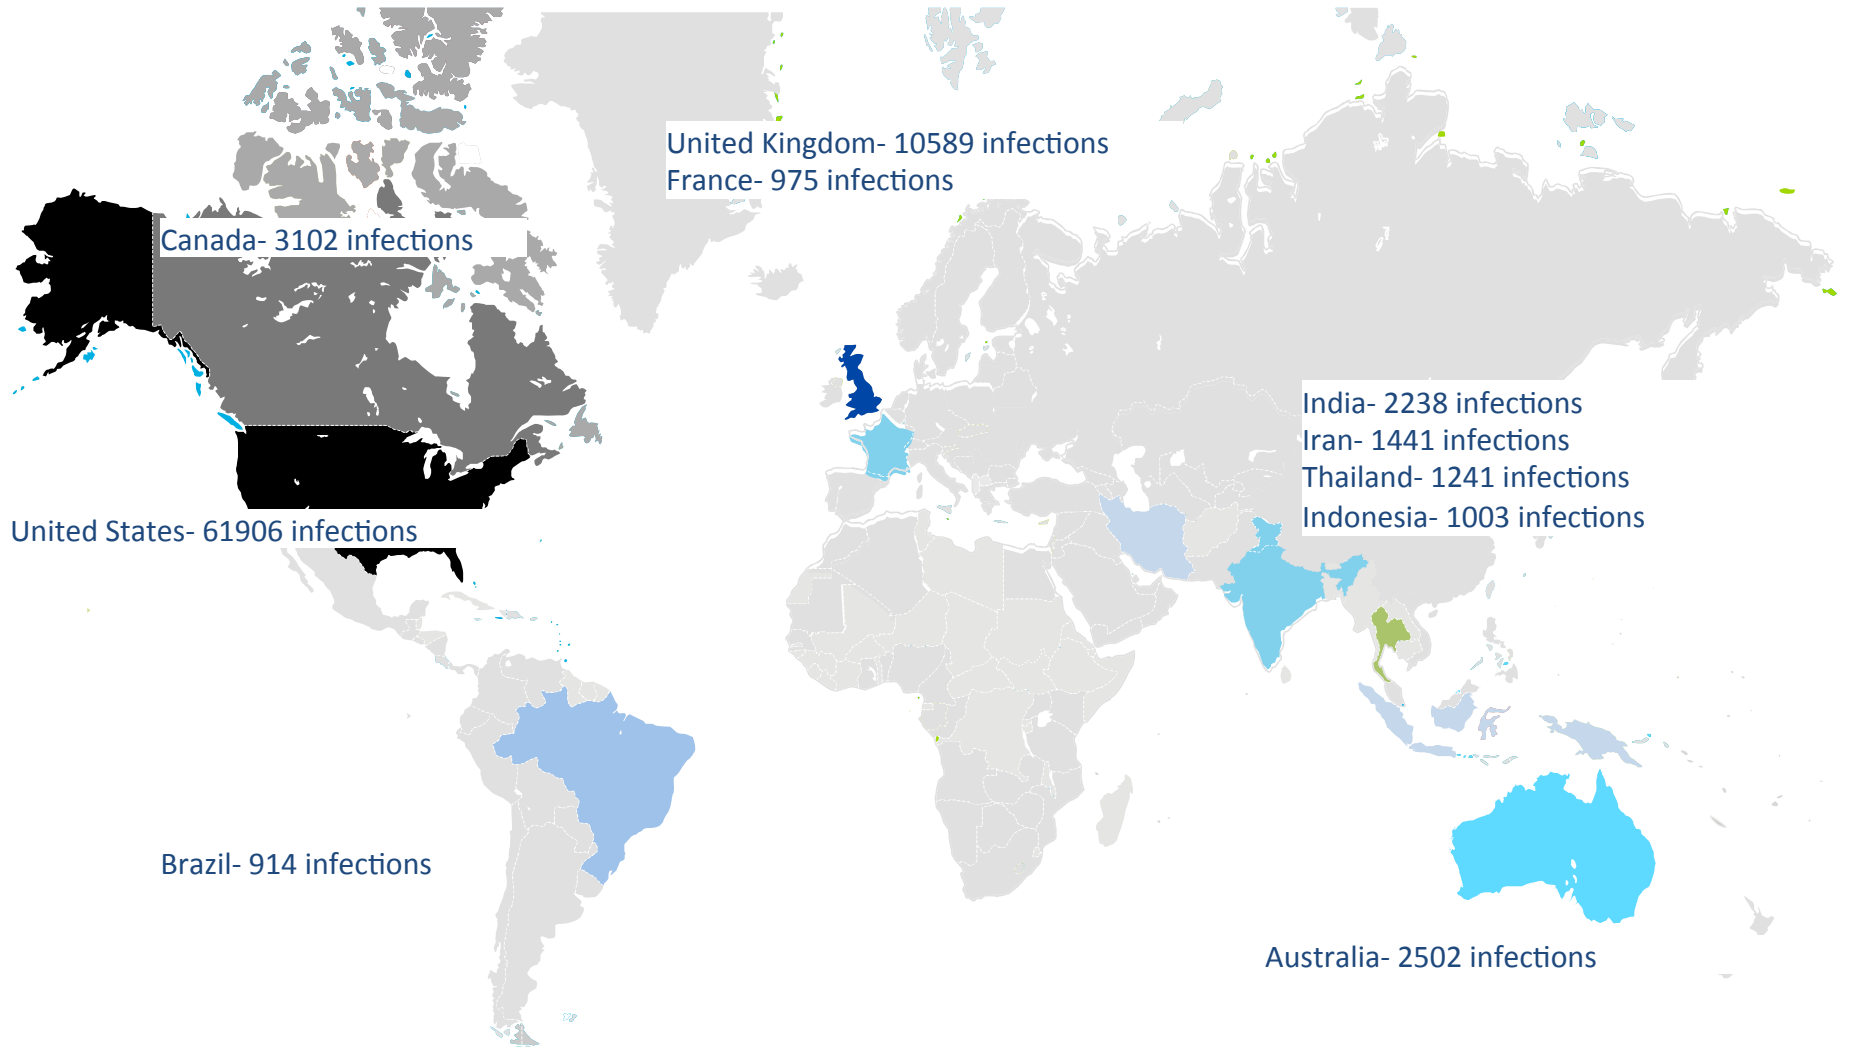 United Kingdom- 10589 infections
France- 975 infections
Canada- 3102 infections
India- 2238 infections
Iran- 1441 infections
Thailand- 1241 infections
Indonesia- 1003 infections
United States- 61906 infections
Brazil- 914 infections
Australia- 2502 infections